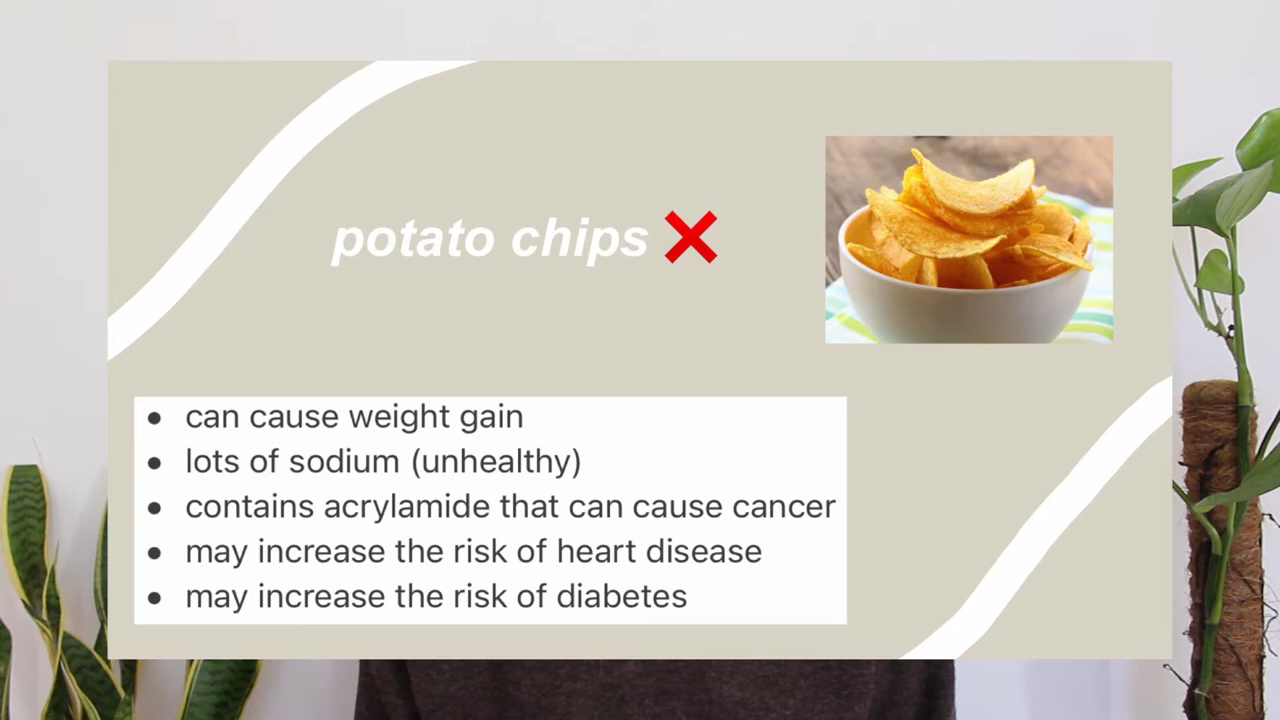 potato chips ❌
• can cause weight gain
• lots of sodium (unhealthy)
• contains acrylamide that can cause cancer
• may increase the risk of heart disease
• may increase the risk of diabetes